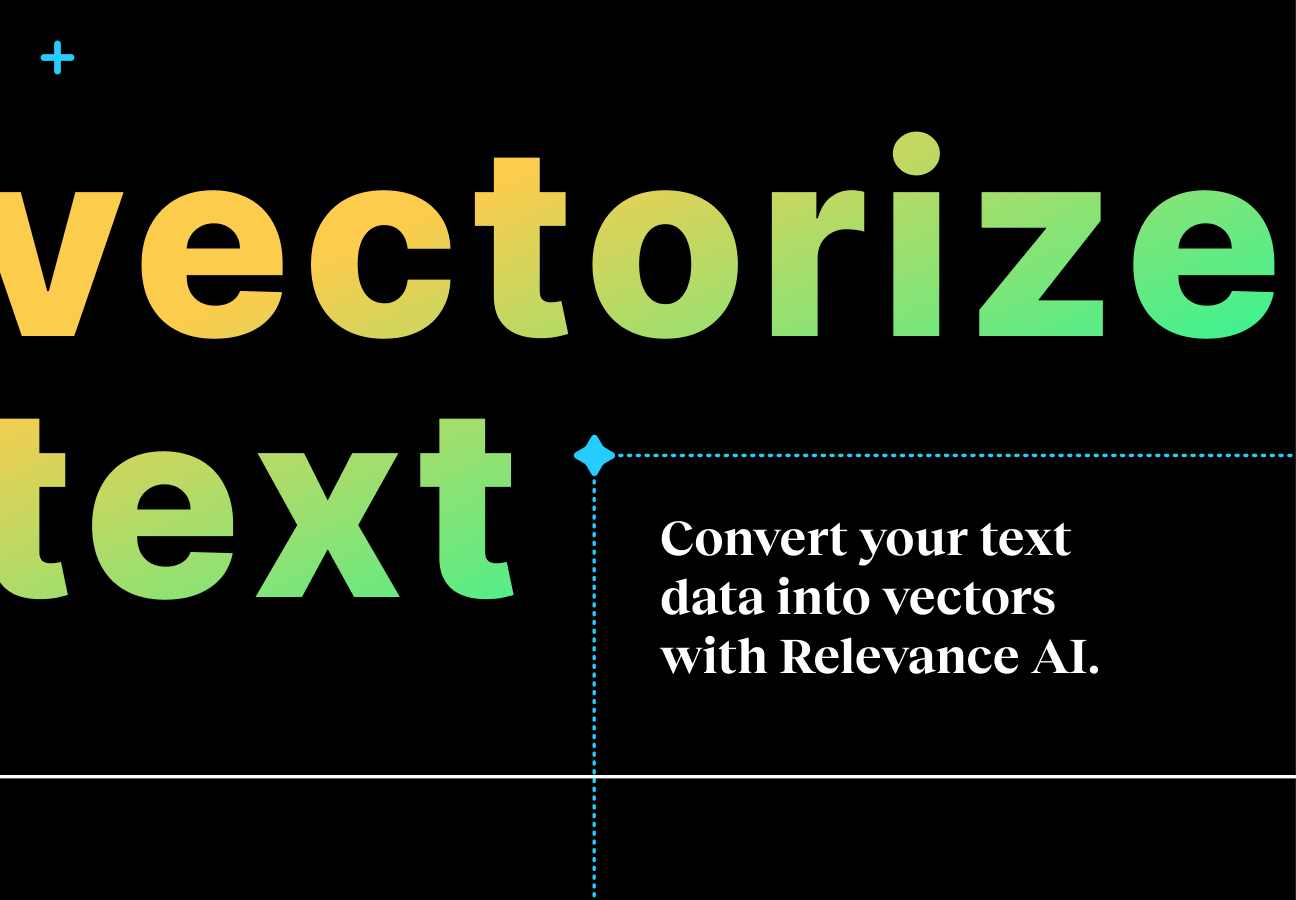 vectorize
text
Convert your text
data into vectors
with Relevance AI.